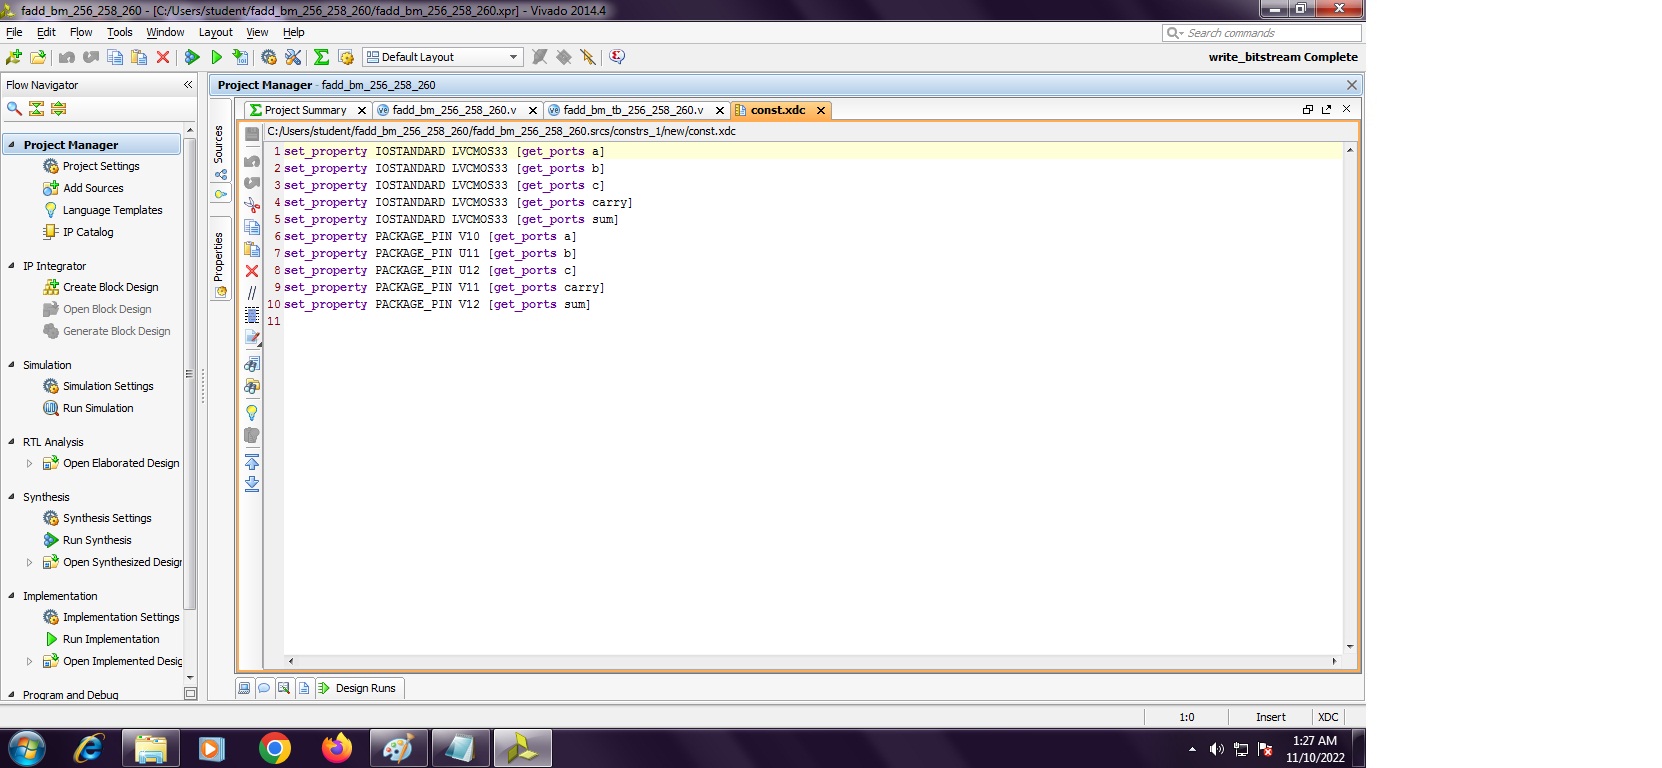 fadd_bm_256_258_260 - [C:/Users/student/fadd_bm_256_258_260/fadd_bm_256_258_260.xpr] - Vivado 2014.4
File Edit Flow Tools Window Layout View Help
Search commands
Default Layout
write_bitstream Complete
Flow Navigator
Project Manager - fadd_bm_256_258_260
Project Summary
fadd_bm_256_258_260.v
fadd_bm_tb_256_258_260.v
const.xdc
C:/Users/student/fadd_bm_256_258_260/fadd_bm_256_258_260.srcs/constrs_1/new/const.xdc
Project Manager
Project Settings
Add Sources
Language Templates
IP Catalog
IP Integrator
Create Block Design
Open Block Design
Generate Block Design
Simulation
Simulation Settings
Run Simulation
RTL Analysis
Open Elaborated Design
Synthesis
Synthesis Settings
Run Synthesis
Open Synthesized Design
Implementation
Implementation Settings
Run Implementation
Open Implemented Desig
Program and Debug
Sources
Properties
1 set_property IOSTANDARD LVCMOS33 [get_ports a]
2 set_property IOSTANDARD LVCMOS33 [get_ports b]
3 set_property IOSTANDARD LVCMOS33 [get_ports c]
4 set_property IOSTANDARD LVCMOS33 [get_ports carry]
5 set_property IOSTANDARD LVCMOS33 [get_ports sum]
6 set_property PACKAGE_PIN V10 [get_ports a]
7 set_property PACKAGE_PIN U11 [get_ports b]
8 set_property PACKAGE_PIN U12 [get_ports c]
9 set_property PACKAGE_PIN V11 [get_ports carry]
10 set_property PACKAGE_PIN V12 [get_ports sum]
11
Design Runs
1:0 Insert XDC
1:27 AM
11/10/2022